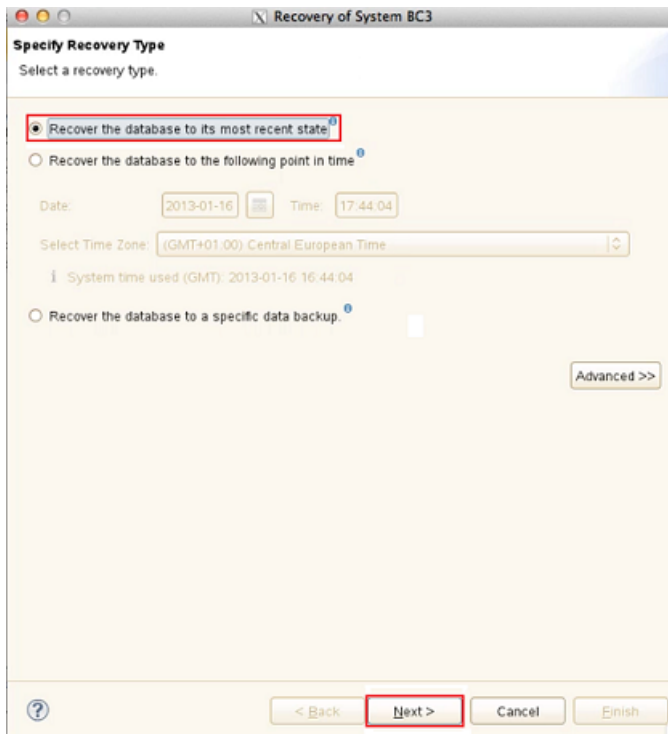 Recovery of System BC3
Specify Recovery Type
Select a recovery type.
Recover the database to its most recent state
Recover the database to the following point in time
Date: 2013-01-16 Time: 17:44:04
Select Time Zone: (GMT+01:00) Central European Time
i System time used (GMT): 2013-01-16 16:44:04
Recover the database to a specific data backup.
Advanced >>
? < Back Next > Cancel Finish